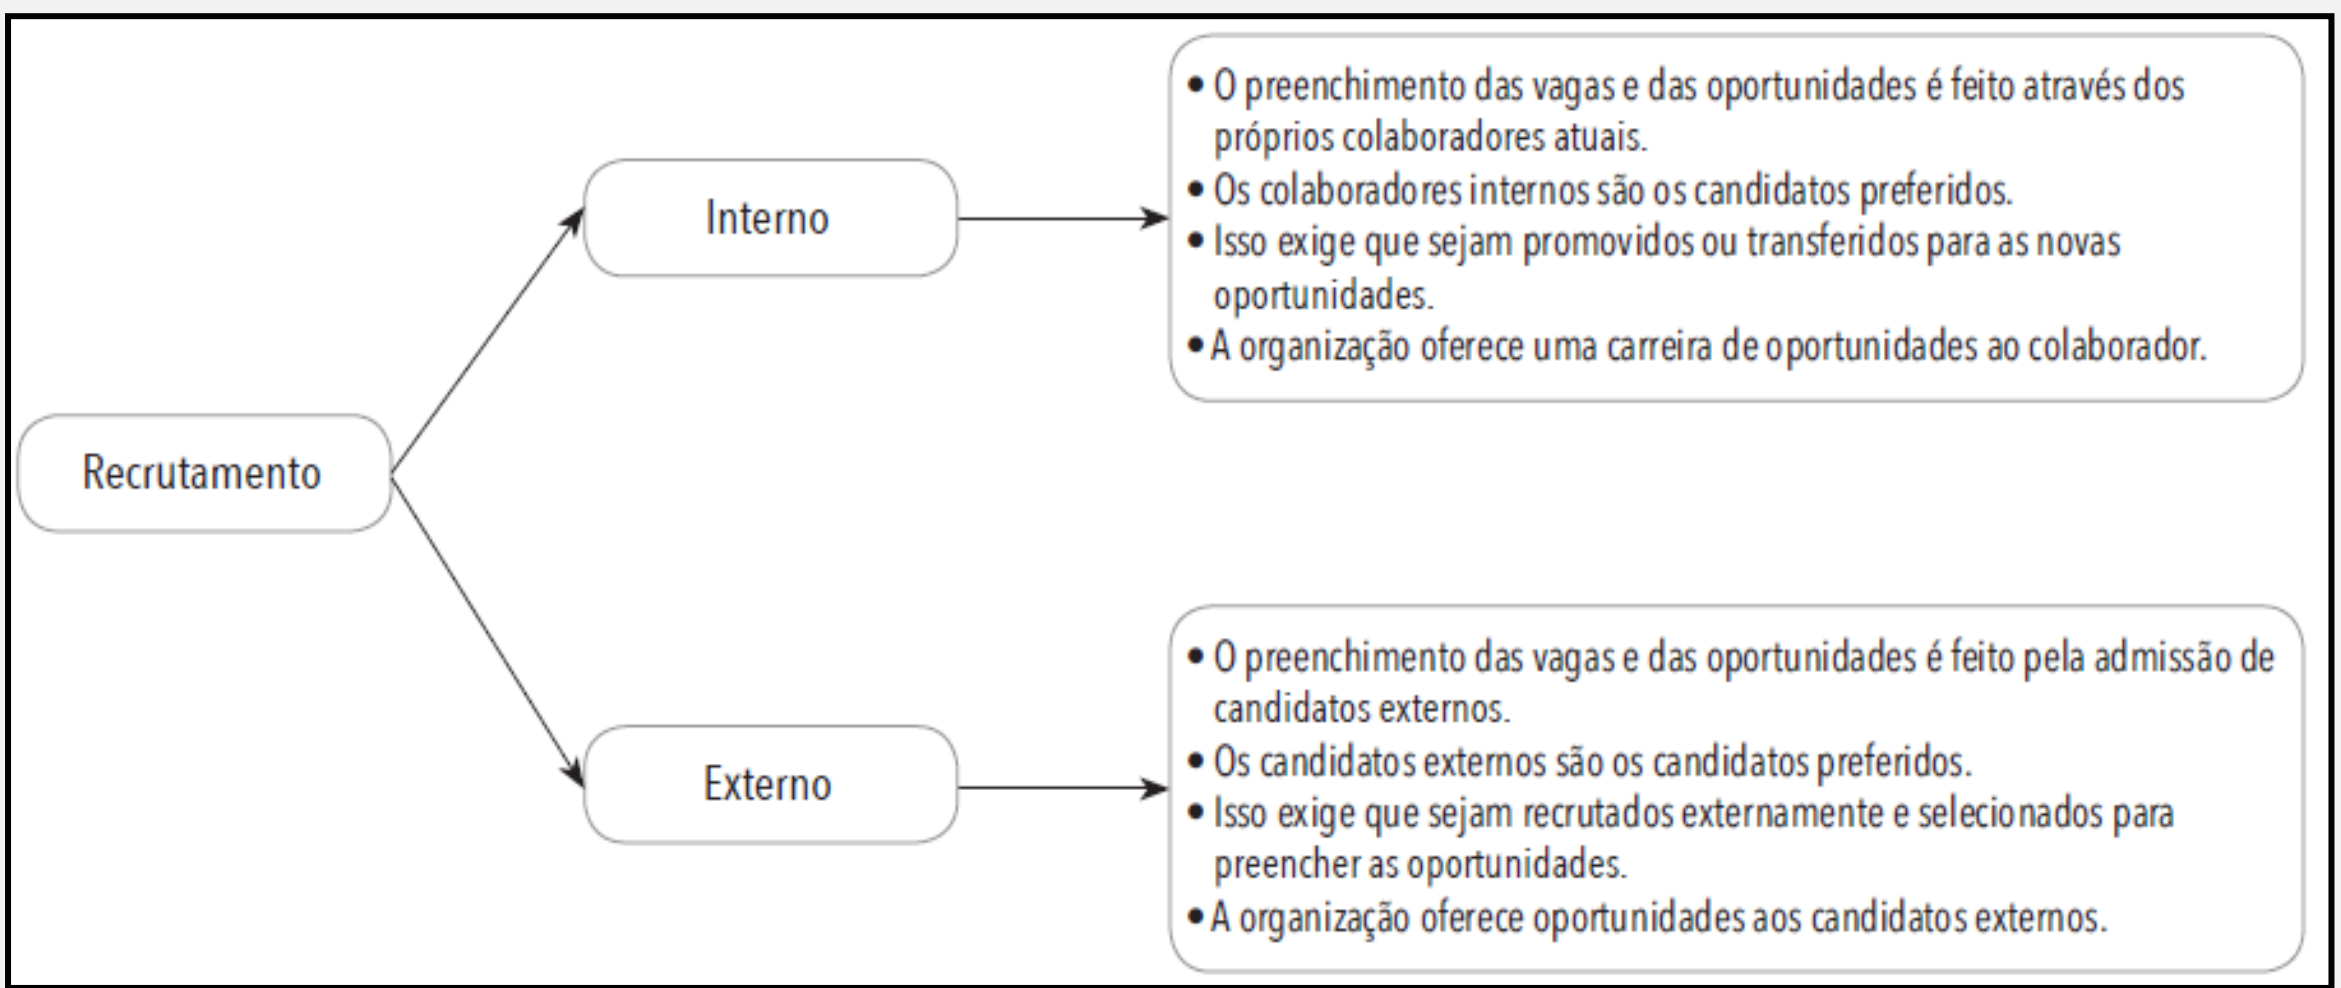 Recrutamento
Interno
• O preenchimento das vagas e das oportunidades é feito através dos
próprios colaboradores atuais.
• Os colaboradores internos são os candidatos preferidos.
• Isso exige que sejam promovidos ou transferidos para as novas
oportunidades.
• A organização oferece uma carreira de oportunidades ao colaborador.
Externo
• O preenchimento das vagas e das oportunidades é feito pela admissão de
candidatos externos.
• Os candidatos externos são os candidatos preferidos.
• Isso exige que sejam recrutados externamente e selecionados para
preencher as oportunidades.
• A organização oferece oportunidades aos candidatos externos.